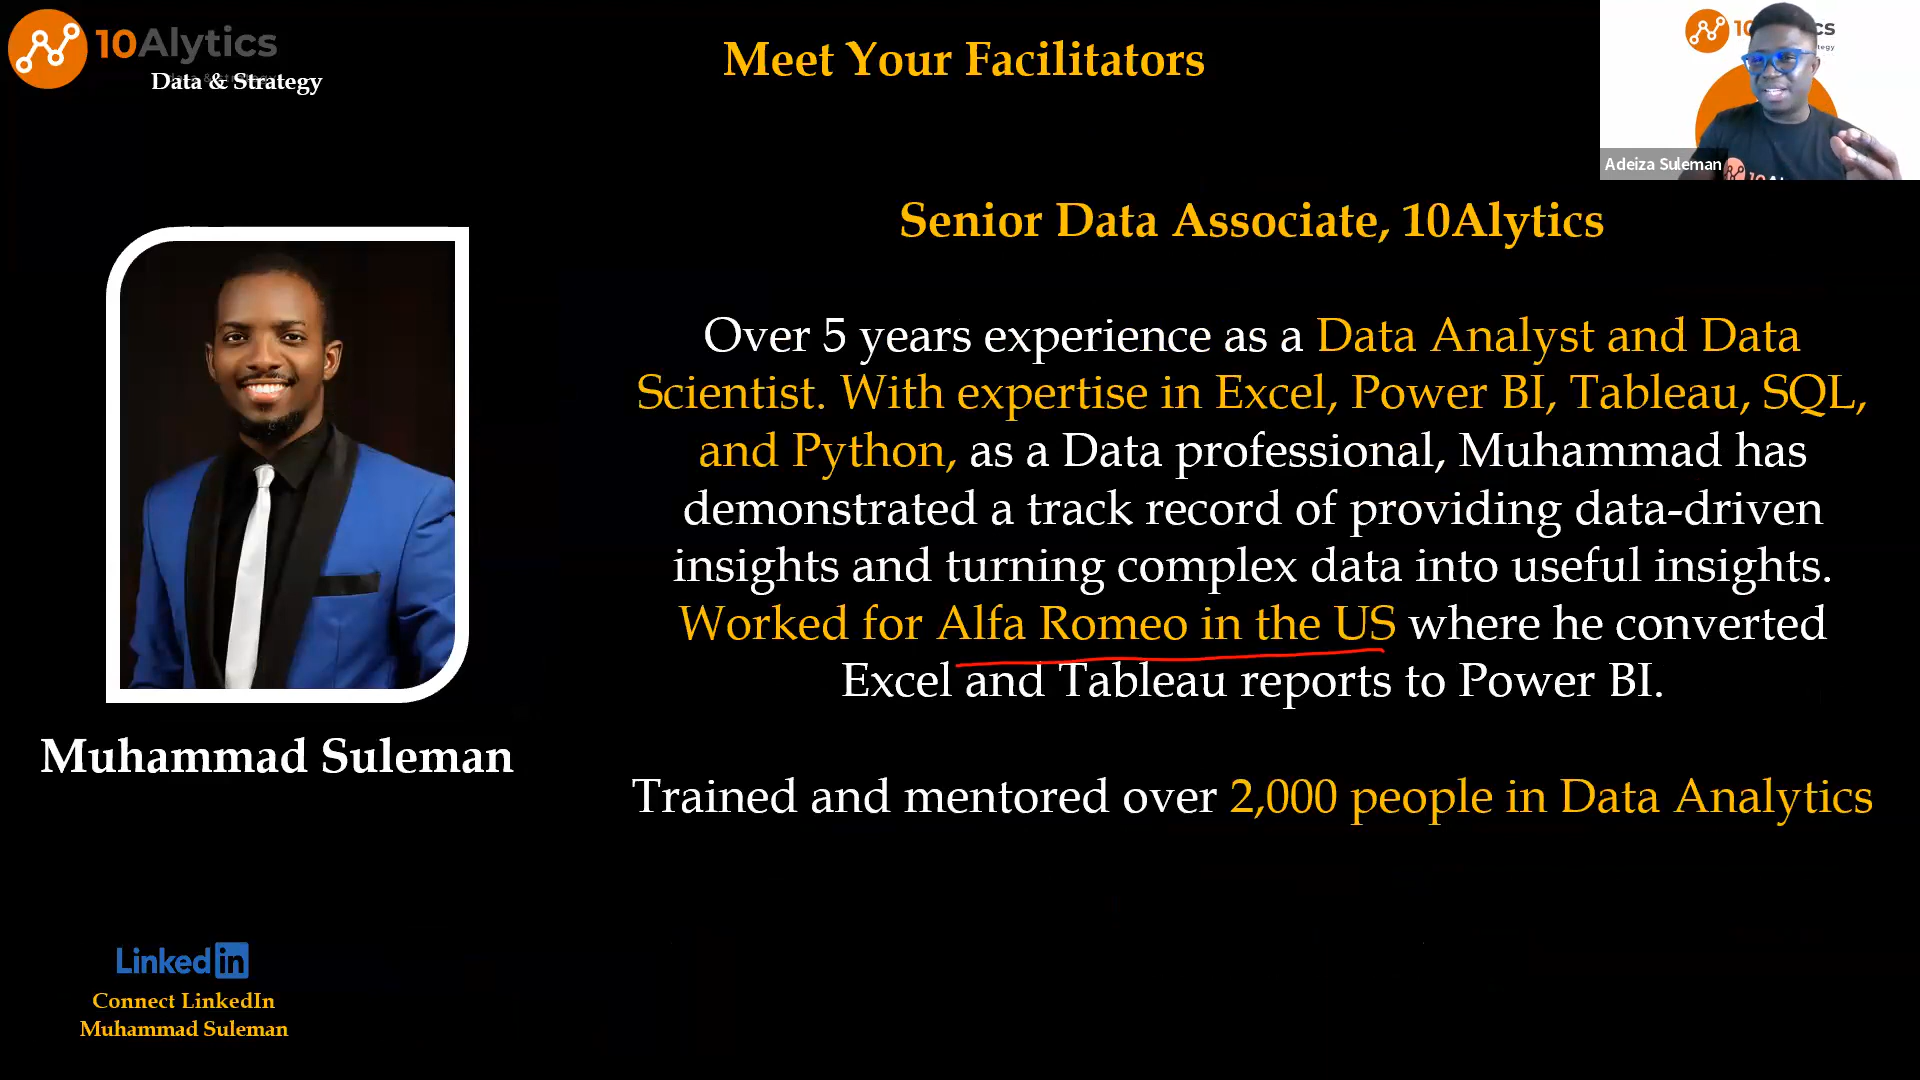 10Alytics
Data & Strategy
Meet Your Facilitators
Adeiza Suleman
Senior Data Associate, 10Alytics
Over 5 years experience as a Data Analyst and Data
Scientist. With expertise in Excel, Power BI, Tableau, SQL,
and Python, as a Data professional, Muhammad has
demonstrated a track record of providing data-driven
insights and turning complex data into useful insights.
Worked for Alfa Romeo in the US where he converted
Excel and Tableau reports to Power BI.
Trained and mentored over 2,000 people in Data Analytics
Muhammad Suleman
Linked in
Connect LinkedIn
Muhammad Suleman